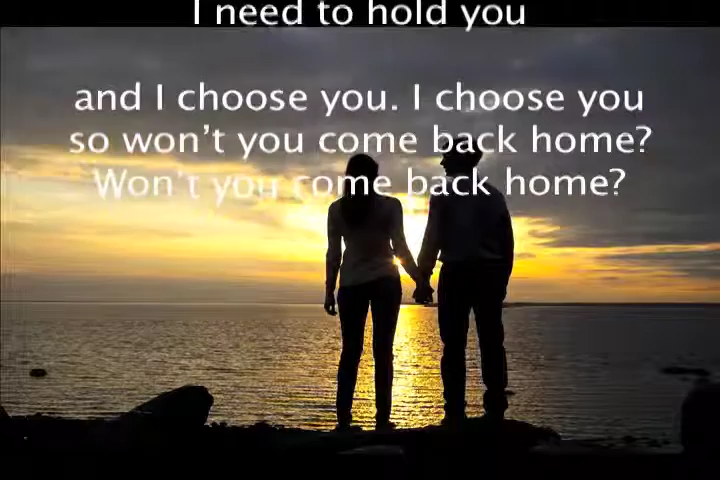 I need to hold you
and I choose you. I choose you
so won't you come back home?
Won't you come back home?